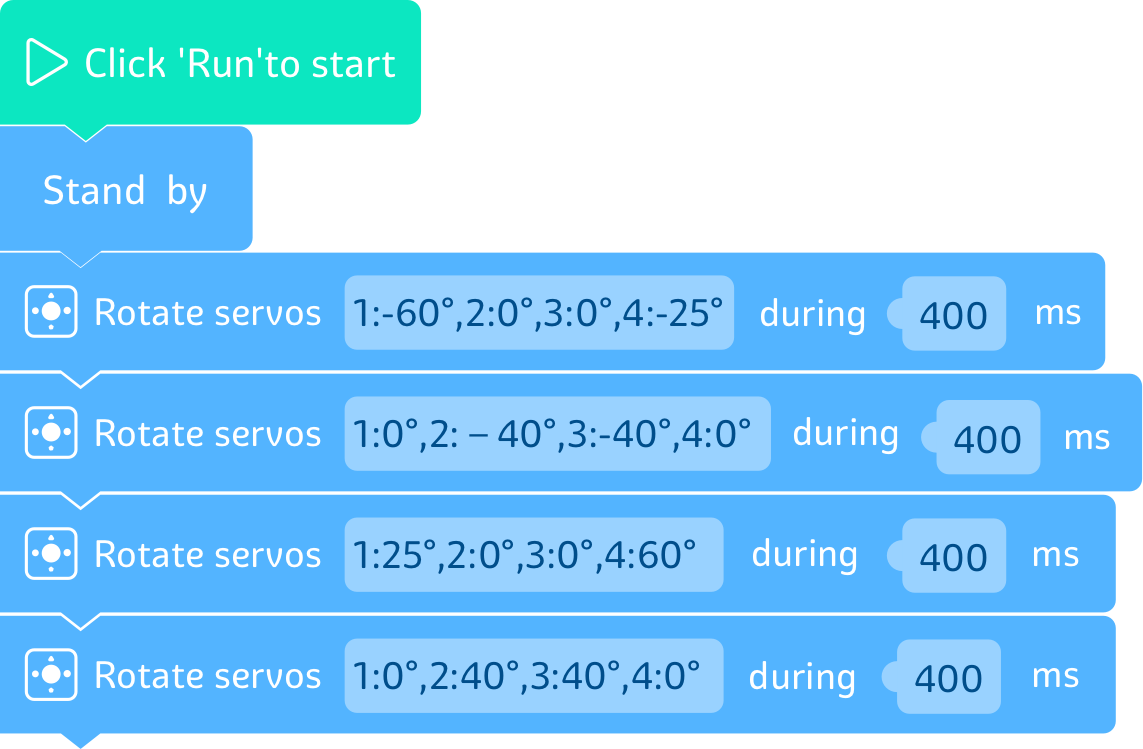 Click 'Run'to start
Stand by
Rotate servos 1:-60°,2:0°,3:0°,4:-25° during 400 ms
Rotate servos 1:0°,2: – 40°,3:-40°,4:0° during 400 ms
Rotate servos 1:25°,2:0°,3:0°,4:60° during 400 ms
Rotate servos 1:0°,2:40°,3:40°,4:0° during 400 ms